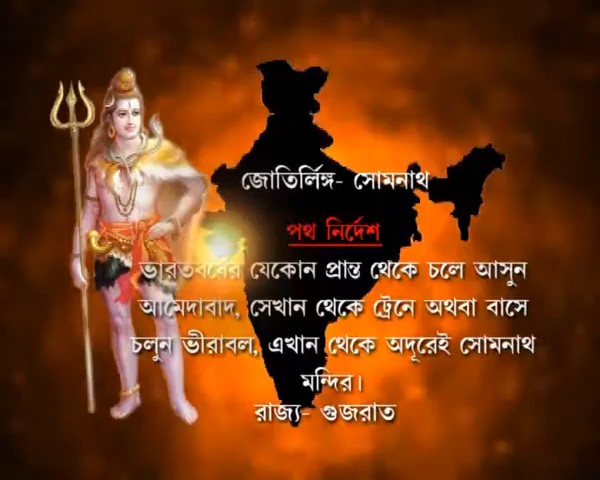 জোতির্লিঙ্গ- সোমনাথ
পথ নির্দেশ
ভারতবর্ষের যেকোন প্রান্ত থেকে চলে আসুন
আমেদাবাদ, সেখান থেকে ট্রেনে অথবা বাসে
চলুন ভীরাবল, এখান থেকে অদূরেই সোমনাথ
মন্দির।
রাজ্য- গুজরাত